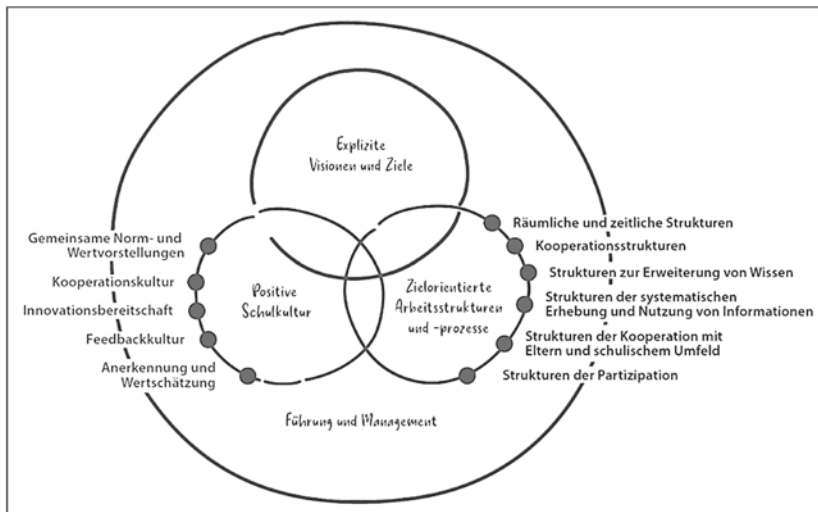 Explizite
Visionen und Ziele
Gemeinsame Norm- und
Wertvorstellungen
Kooperationskultur
Innovationsbereitschaft
Feedbackkultur
Anerkennung und
Wertschätzung
Positive
Schulkultur
Zielorientierte
Arbeitsstrukturen
und -prozesse
Räumliche und zeitliche Strukturen
Kooperationsstrukturen
Strukturen zur Erweiterung von Wissen
Strukturen der systematischen
Erhebung und Nutzung von Informationen
Strukturen der Kooperation mit
Eltern und schulischem Umfeld
Strukturen der Partizipation
Führung und Management